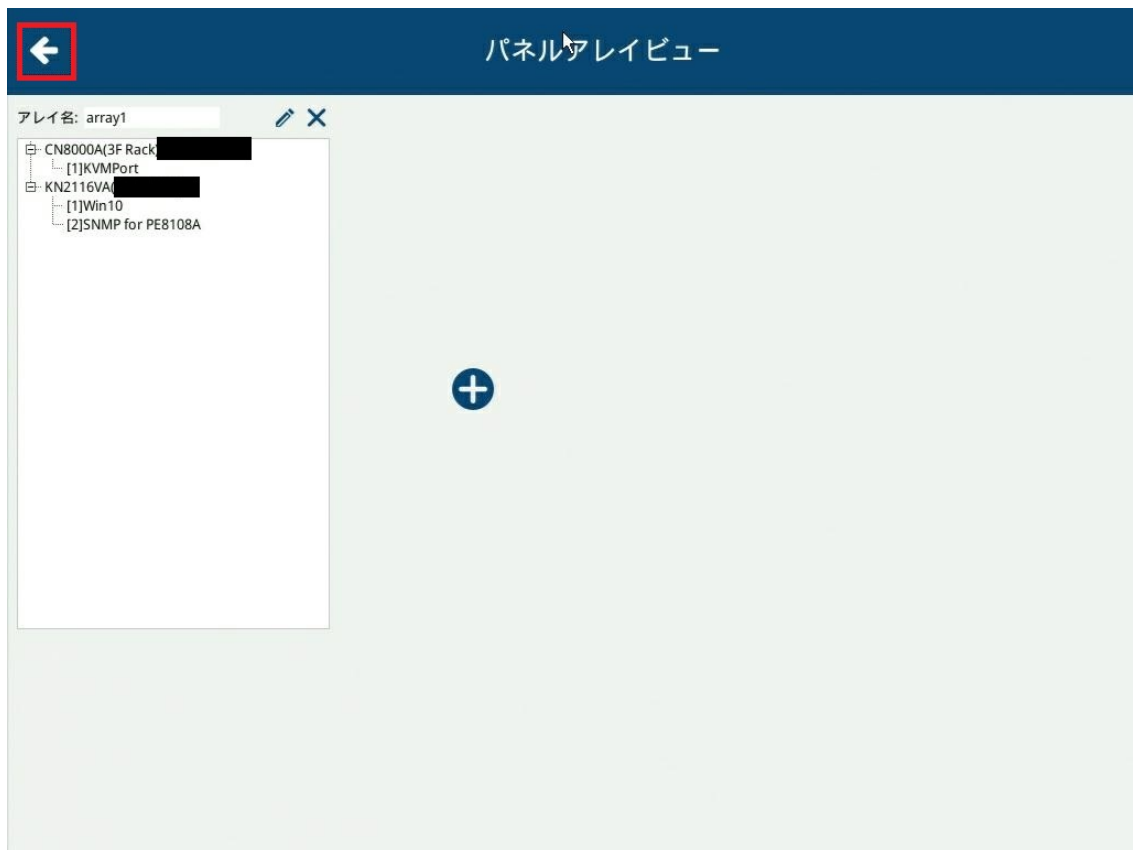 パネルアレイビュー
アレイ名: array1
CN8000A(3F Rack)
[1]KVMPort
KN2116VA(
[1]Win10
[2]SNMP for PE8108A